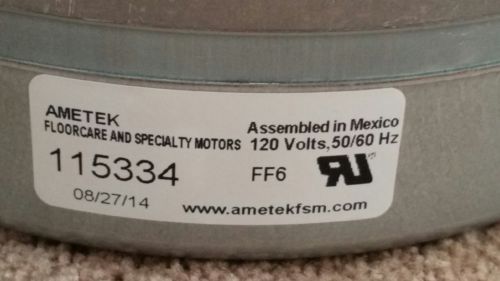 AMETEK
FLOORCARE AND SPECIALTY MOTORS
115334
08/27/14
Assembled in Mexico
120 Volts,50/60 Hz
FF6
www.ametekfsm.com